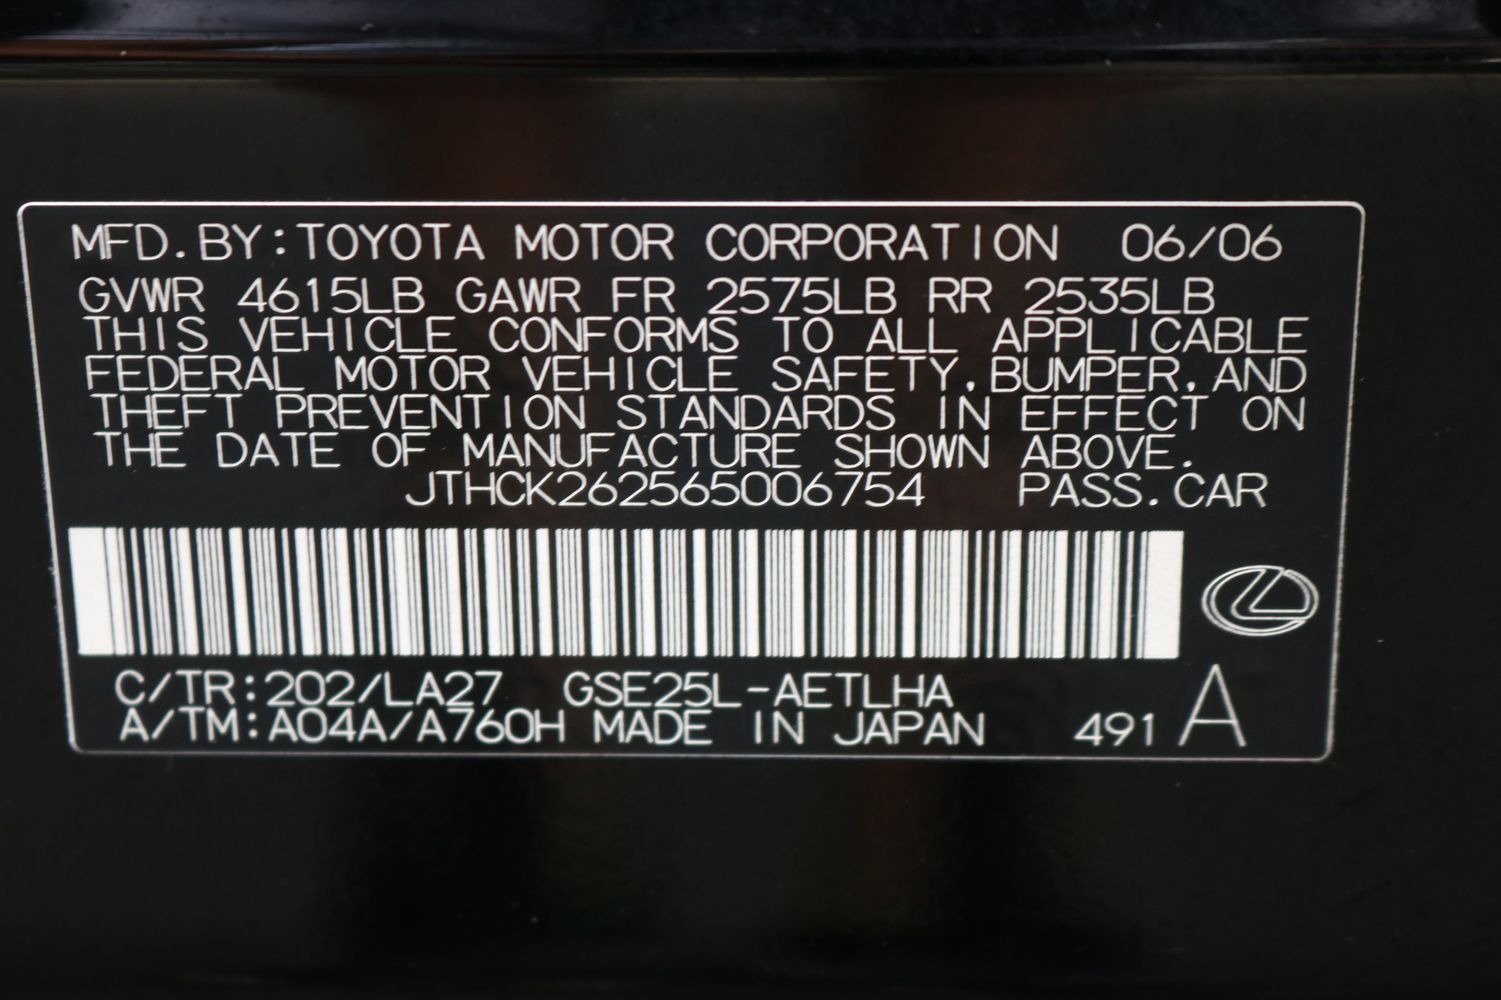 MFD. BY:TOYOTA MOTOR CORPORATION 06/06
GVWR 4615LB GAWR FR 2575LB RR 2535LB
THIS VEHICLE CONFORMS TO ALL APPLICABLE
FEDERAL MOTOR VEHICLE SAFETY, BUMPER, AND
THEFT PREVENTION STANDARDS IN EFFECT ON
THE DATE OF MANUFACTURE SHOWN ABOVE.
JTHCK262565006754 PASS. CAR
C/TR:202/LA27 GSE25L-AETLHA
A/TM:A04A/A760H MADE IN JAPAN 491 A